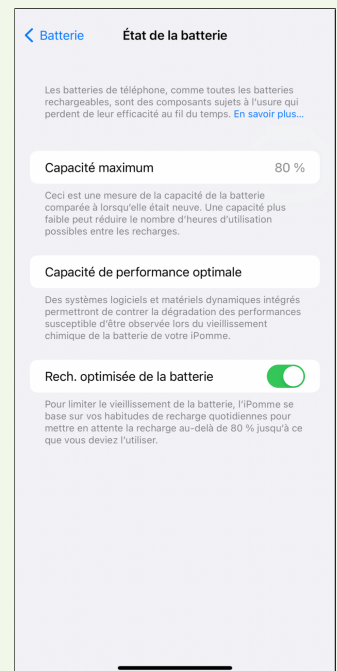 Batterie
État de la batterie
Les batteries de téléphone, comme toutes les batteries
rechargeables, sont des composants sujets à l'usure qui
perdent de leur efficacité au fil du temps. En savoir plus...
Capacité maximum 80 %
Ceci est une mesure de la capacité de la batterie
comparée à lorsqu'elle était neuve. Une capacité plus
faible peut réduire le nombre d'heures d'utilisation
possibles entre les recharges.
Capacité de performance optimale
Des systèmes logiciels et matériels dynamiques intégrés
permettront de contrer la dégradation des performances
susceptible d'être observée lors du vieillissement
chimique de la batterie de votre iPomme.
Rech. optimisée de la batterie
Pour limiter le vieillissement de la batterie, l'iPomme se
base sur vos habitudes de recharge quotidiennes pour
mettre en attente la recharge au-delà de 80 % jusqu'à ce
que vous deviez l'utiliser.